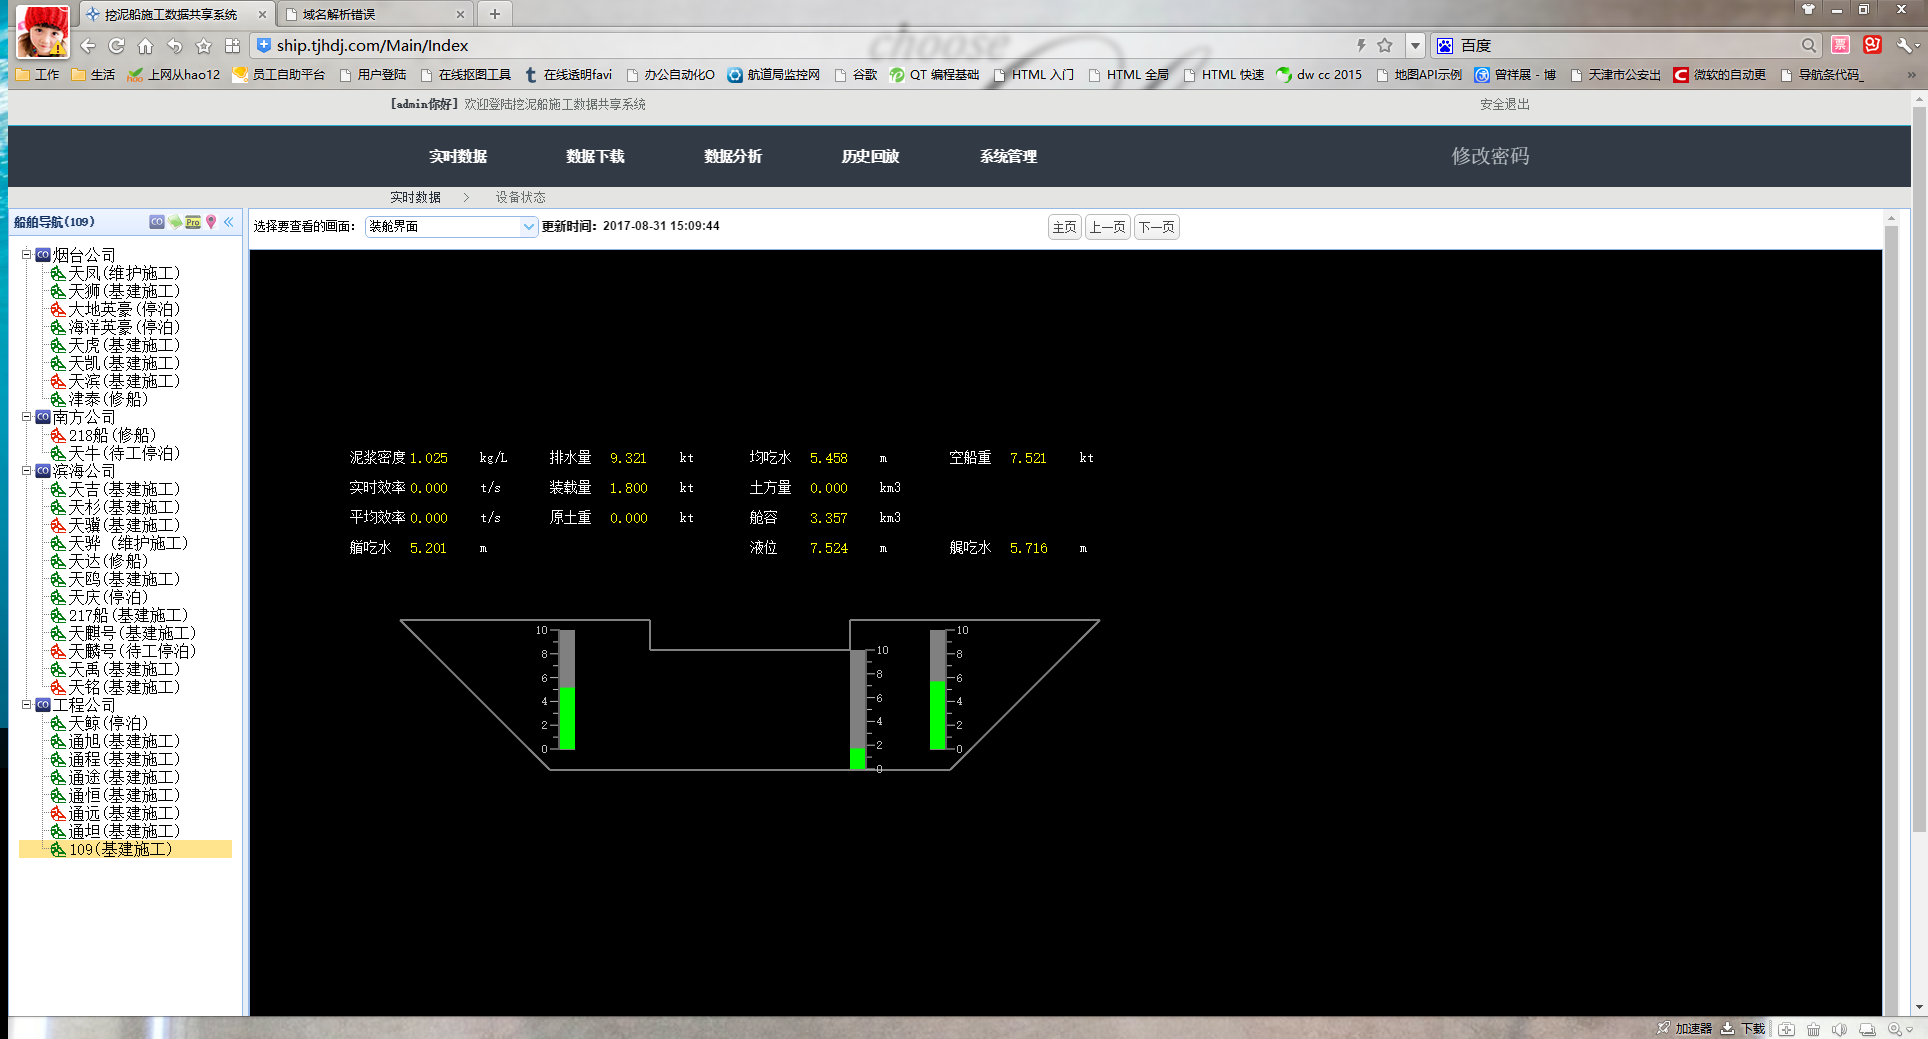 挖泥船施工数据共享系统
域名解析错误
ship.tjhdj.com/Main/Index
百度
票
工作 生活 上网从hao12 员工自助平台 用户登陆 在线抠图工具 在线透明favi 办公自动化O 航道局监控网 谷歌 QT 编程基础 HTML 入门 HTML 全局 HTML 快速 dw cc 2015 地图API示例 曾祥展 - 博 天津市公安出 微软的自动更 导航条代码_
choose
[admin你好] 欢迎登陆挖泥船施工数据共享系统 安全退出
实时数据 数据下载 数据分析 历史回放 系统管理 修改密码
实时数据 > 设备状态
船舶导航(109) CO Pro
选择要查看的画面： 装舱界面 更新时间：2017-08-31 15:09:44 主页 上一页 下一页
CO 烟台公司
天凤(维护施工)
天狮(基建施工)
大地英豪(停泊)
海洋英豪(停泊)
天虎(基建施工)
天凯(基建施工)
天滨(基建施工)
津泰(修船)
CO 南方公司
218船(修船)
天牛(待工停泊)
CO 滨海公司
天吉(基建施工)
天杉(基建施工)
天骥(基建施工)
天骅 (维护施工)
天达(修船)
天鸥(基建施工)
天庆(停泊)
217船(基建施工)
天麒号(基建施工)
天麟号(待工停泊)
天禹(基建施工)
天铭(基建施工)
CO 工程公司
天鲸(停泊)
通旭(基建施工)
通程(基建施工)
通途(基建施工)
通恒(基建施工)
通远(基建施工)
通坦(基建施工)
109(基建施工)
泥浆密度 1.025 kg/L 排水量 9.321 kt 均吃水 5.458 m 空船重 7.521 kt
实时效率 0.000 t/s 装载量 1.800 kt 土方量 0.000 km3
平均效率 0.000 t/s 原土重 0.000 kt 舱容 3.357 km3
艏吃水 5.201 m 液位 7.524 m 艉吃水 5.716 m
10
8
6
4
2
0
10
8
6
4
2
0
10
8
6
4
2
0
加速器 下载